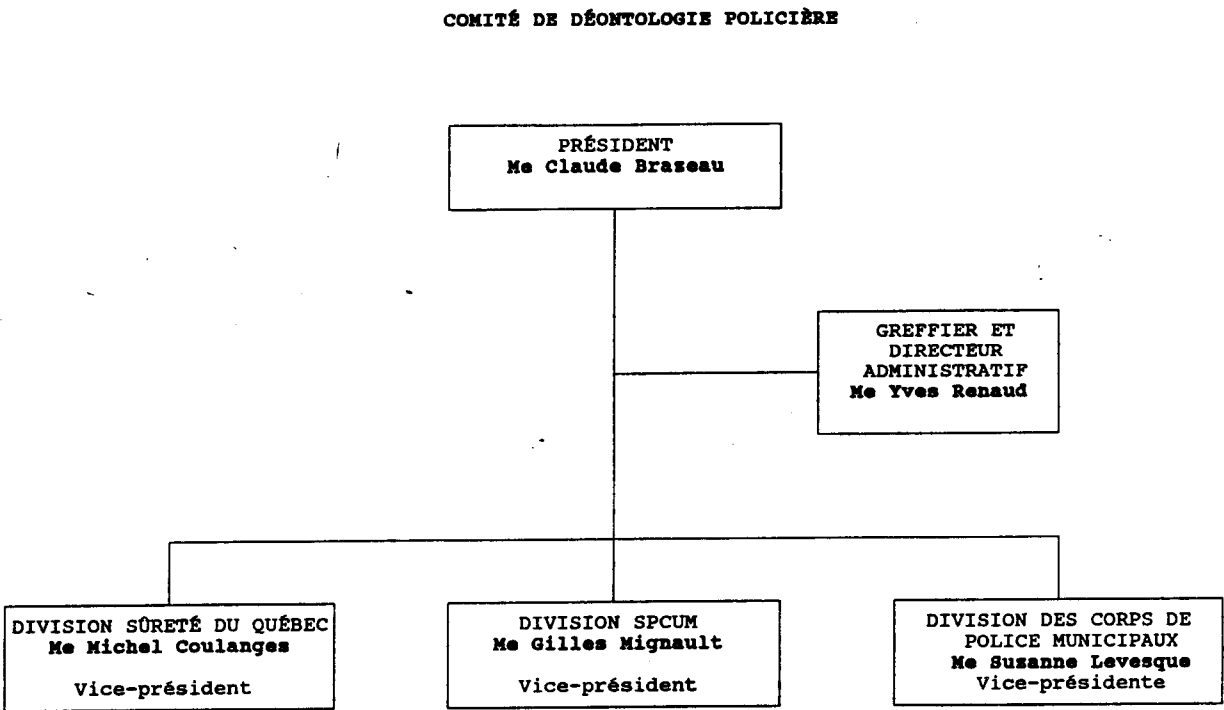 COMITÉ DE DÉONTOLOGIE POLICIÈRE
PRÉSIDENT
Me Claude Brazeau
GREFFIER ET
DIRECTEUR
ADMINISTRATIF
Me Yves Renaud
DIVISION SÛRETÉ DU QUÉBEC
Me Michel Coulanges
Vice-président
DIVISION SPCUM
Me Gilles Mignault
Vice-président
DIVISION DES CORPS DE
POLICE MUNICIPAUX
Me Suzanne Levesque
Vice-présidente